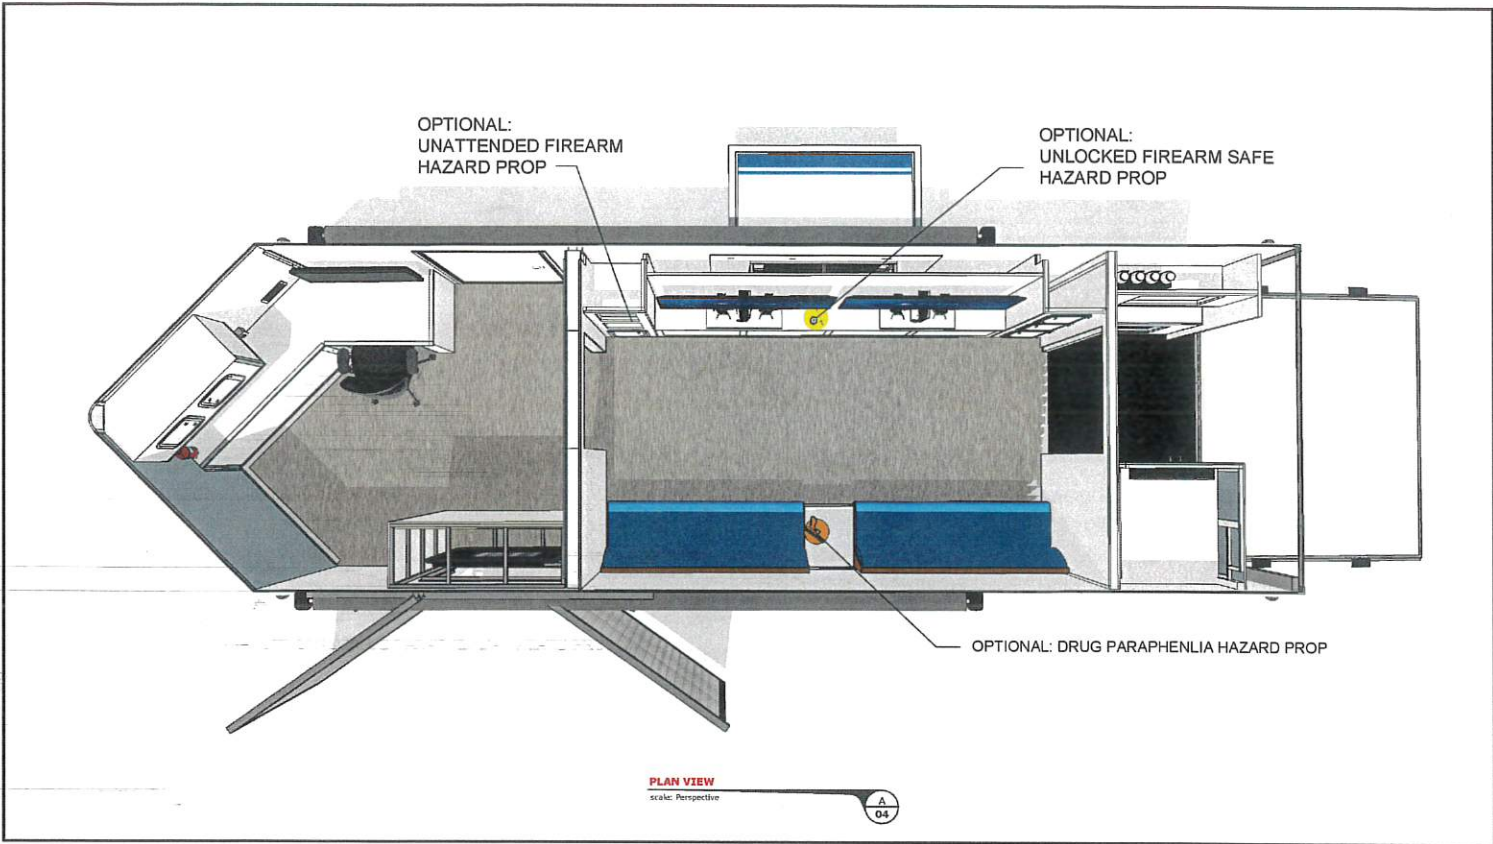 OPTIONAL:
UNATTENDED FIREARM
HAZARD PROP
OPTIONAL:
UNLOCKED FIREARM SAFE
HAZARD PROP
OPTIONAL: DRUG PARAPHENLIA HAZARD PROP
PLAN VIEW
scale: Perspective
A
04